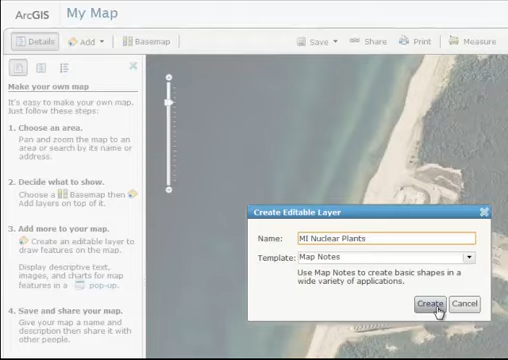 ArcGIS My Map
Details Add Basemap Save Share Print Measure
Make your own map
It's easy to make your own map.
Just follow these steps:
1. Choose an area.
Pan and zoom the map to an
area or search by its name or
address.
2. Decide what to show.
Choose a Basemap then
Add layers on top of it.
3. Add more to your map.
Create an editable layer to
draw features on the map.
Display descriptive text,
images, and charts for map
features in a pop-up.
4. Save and share your map.
Give your map a name and
description then share it with
other people.
Create Editable Layer
Name: MI Nuclear Plants
Template: Map Notes
Use Map Notes to create basic shapes in a
wide variety of applications.
Create Cancel